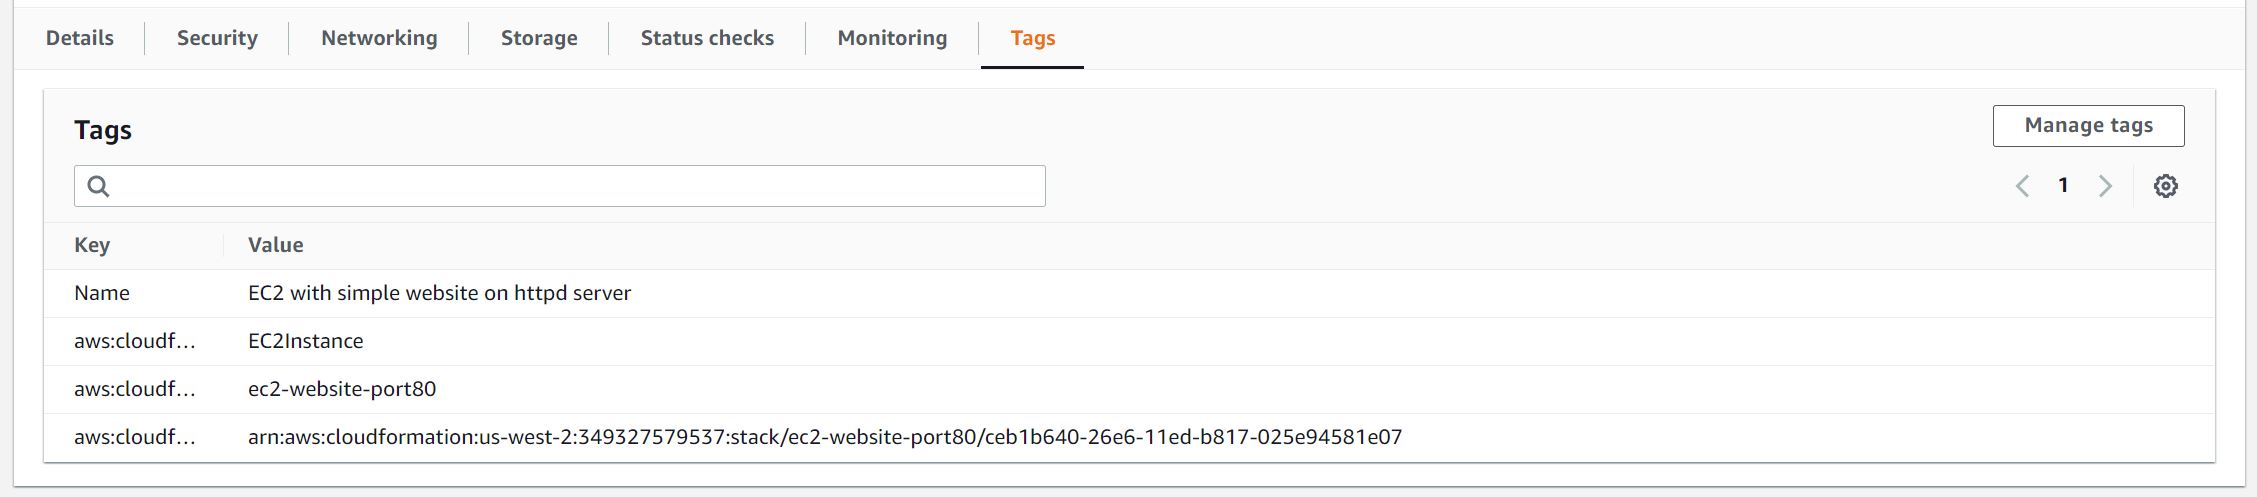 Details Security Networking Storage Status checks Monitoring Tags
Tags Manage tags
1
Key Value
Name EC2 with simple website on httpd server
aws:cloudf... EC2Instance
aws:cloudf... ec2-website-port80
aws:cloudf... arn:aws:cloudformation:us-west-2:349327579537:stack/ec2-website-port80/ceb1b640-26e6-11ed-b817-025e94581e07